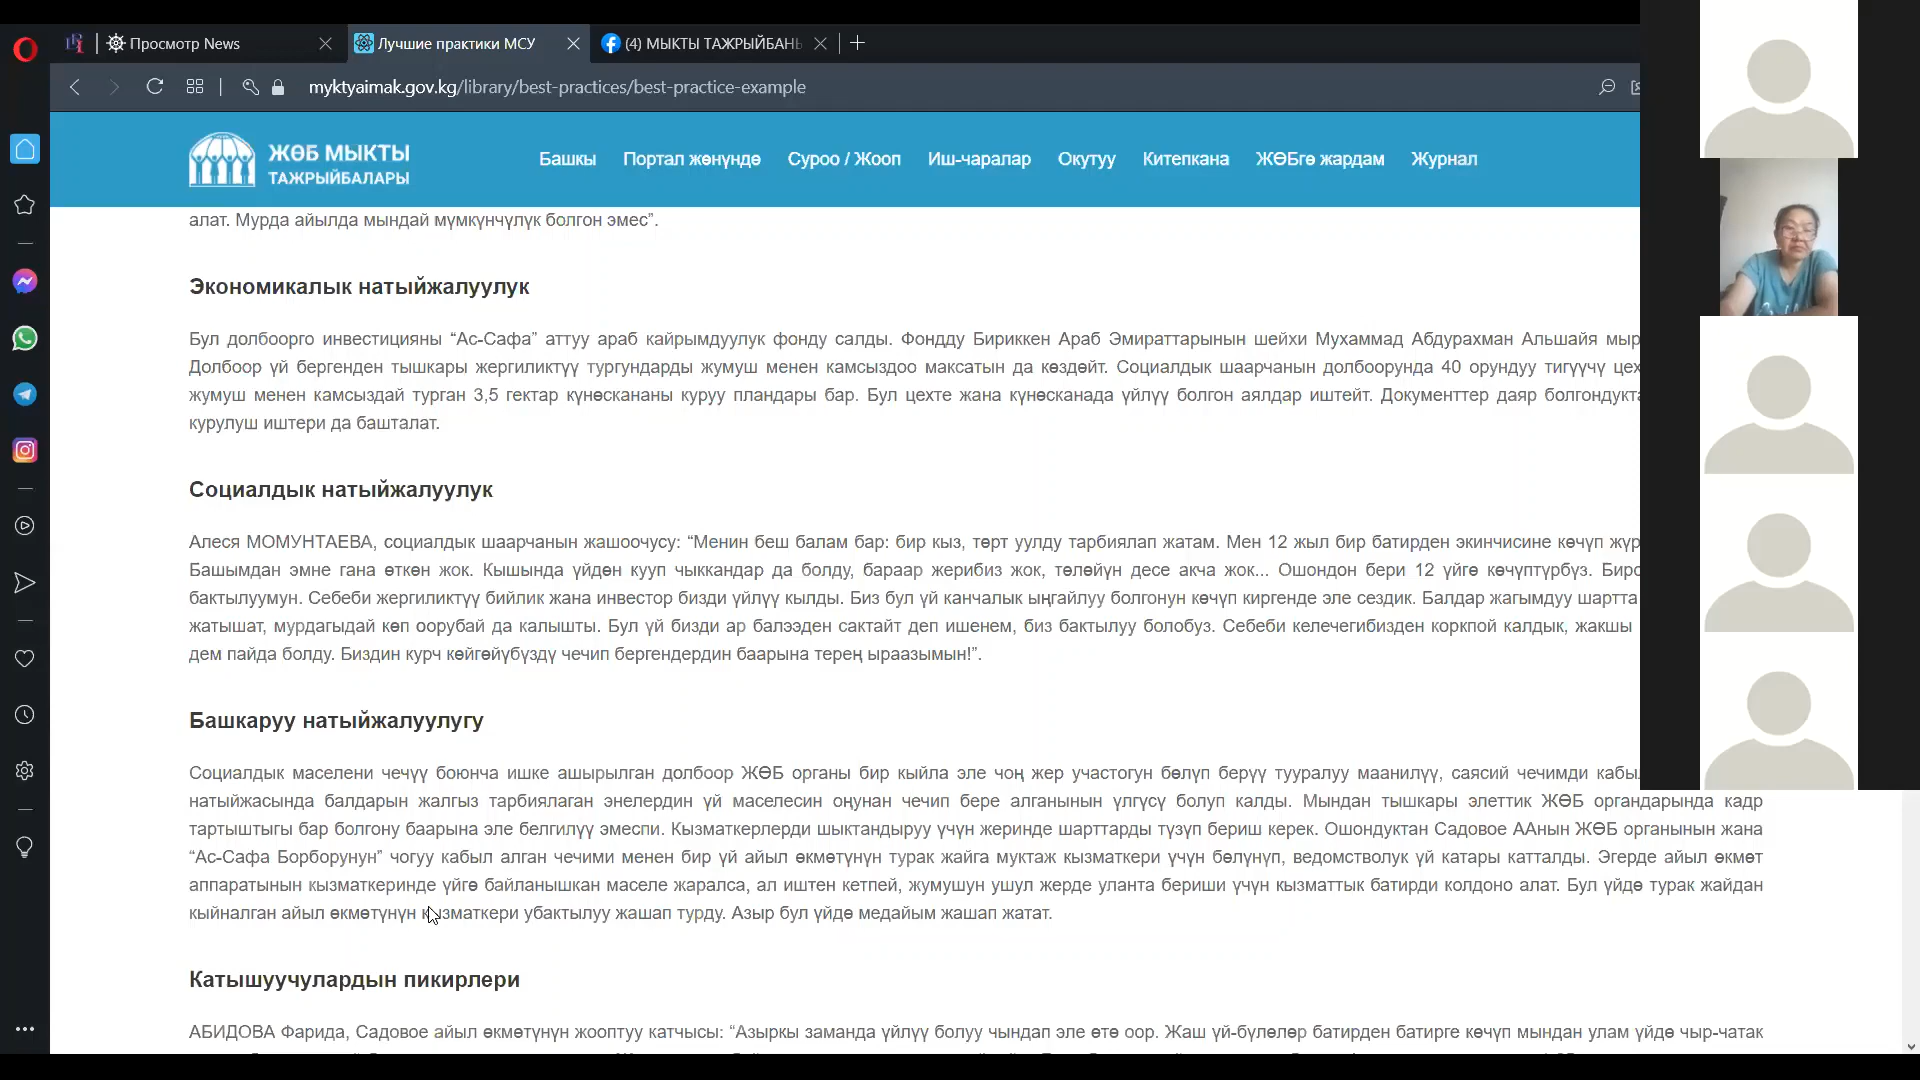 Просмотр News
Лучшие практики МСУ
(4) МЫКТЫ ТАЖРЫЙБАНЫ
myktyaimak.gov.kg/library/best-practices/best-practice-example
ЖӨБ МЫКТЫ
ТАЖРЫЙБАЛАРЫ
Башкы Портал жөнүндө Суроо / Жооп Иш-чаралар Окутуу Китепкана ЖӨБгө жардам Журнал
алат. Мурда айылда мындай мүмкүнчүлүк болгон эмес”.
Экономикалык натыйжалуулук
Бул долбоорго инвестицияны “Ас-Сафа” аттуу араб кайрымдуулук фонду салды. Фондду Бириккен Араб Эмираттарынын шейхи Мухаммад Абдурахман Альшайя мыр
Долбоор үй бергенден тышкары жергиликтүү тургундарды жумуш менен камсыздоо максатын да көздөйт. Социалдык шаарчанын долбоорунда 40 орундуу тигүүчү цех
жумуш менен камсыздай турган 3,5 гектар күнөскананы куруу пландары бар. Бул цехте жана күнөсканада үйлүү болгон аялдар иштейт. Документтер даяр болгондукта
курулуш иштери да башталат.
Социалдык натыйжалуулук
Алеся МОМУНТАЕВА, социалдык шаарчанын жашоочусу: “Менин беш балам бар: бир кыз, төрт уулду тарбиялап жатам. Мен 12 жыл бир батирден экинчисине көчүп жүр
Башымдан эмне гана өткөн жок. Кышында үйдөн кууп чыккандар да болду, бараар жерибиз жок, төлөйүн десе акча жок... Ошондон бери 12 үйгө көчүптүрбүз. Биро
бактылуумун. Себеби жергиликтүү бийлик жана инвестор бизди үйлүү кылды. Биз бул үй канчалык ыңгайлуу болгонун көчүп киргенде эле сездик. Балдар жагымдуу шартта
жатышат, мурдагыдай көп оорубай да калышты. Бул үй бизди ар балээден сактайт деп ишенем, биз бактылуу болобуз. Себеби келечегибизден коркпой калдык, жакшы
дем пайда болду. Биздин курч көйгөйүбүздү чечип бергендердин баарына терең ыраазымын!”.
Башкаруу натыйжалуулугу
Социалдык маселени чечүү боюнча ишке ашырылган долбоор ЖӨБ органы бир кыйла эле чоң жер участогун бөлүп берүү тууралуу маанилүү, саясий чечимди кабыл
натыйжасында балдарын жалгыз тарбиялаган энелердин үй маселесин оңунан чечип бере алганынын үлгүсү болуп калды. Мындан тышкары элеттик ЖӨБ органдарында кадр
тартыштыгы бар болгону баарына эле белгилүү эмеспи. Кызматкерлерди шыктандыруу үчүн жеринде шарттарды түзүп бериш керек. Ошондуктан Садовое ААнын ЖӨБ органынын жана
“Ас-Сафа Борборунун” чогуу кабыл алган чечими менен бир үй айыл өкмөтүнүн турак жайга муктаж кызматкери үчүн бөлүнүп, ведомстволук үй катары катталды. Эгерде айыл өкмөт
аппаратынын кызматкеринде үйгө байланышкан маселе жаралса, ал иштен кетпей, жумушун ушул жерде уланта бериши үчүн кызматтык батирди колдоно алат. Бул үйдө турак жайдан
кыйналган айыл өкмөтүнүн кызматкери убактылуу жашап турду. Азыр бул үйдө медайым жашап жатат.
Катышуучулардын пикирлери
АБИДОВА Фарида, Садовое айыл өкмөтүнүн жооптуу катчысы: “Азыркы заманда үйлүү болуу чындап эле өтө оор. Жаш үй-бүлөлөр батирден батирге көчүп мындан улам үйдө чыр-чатак